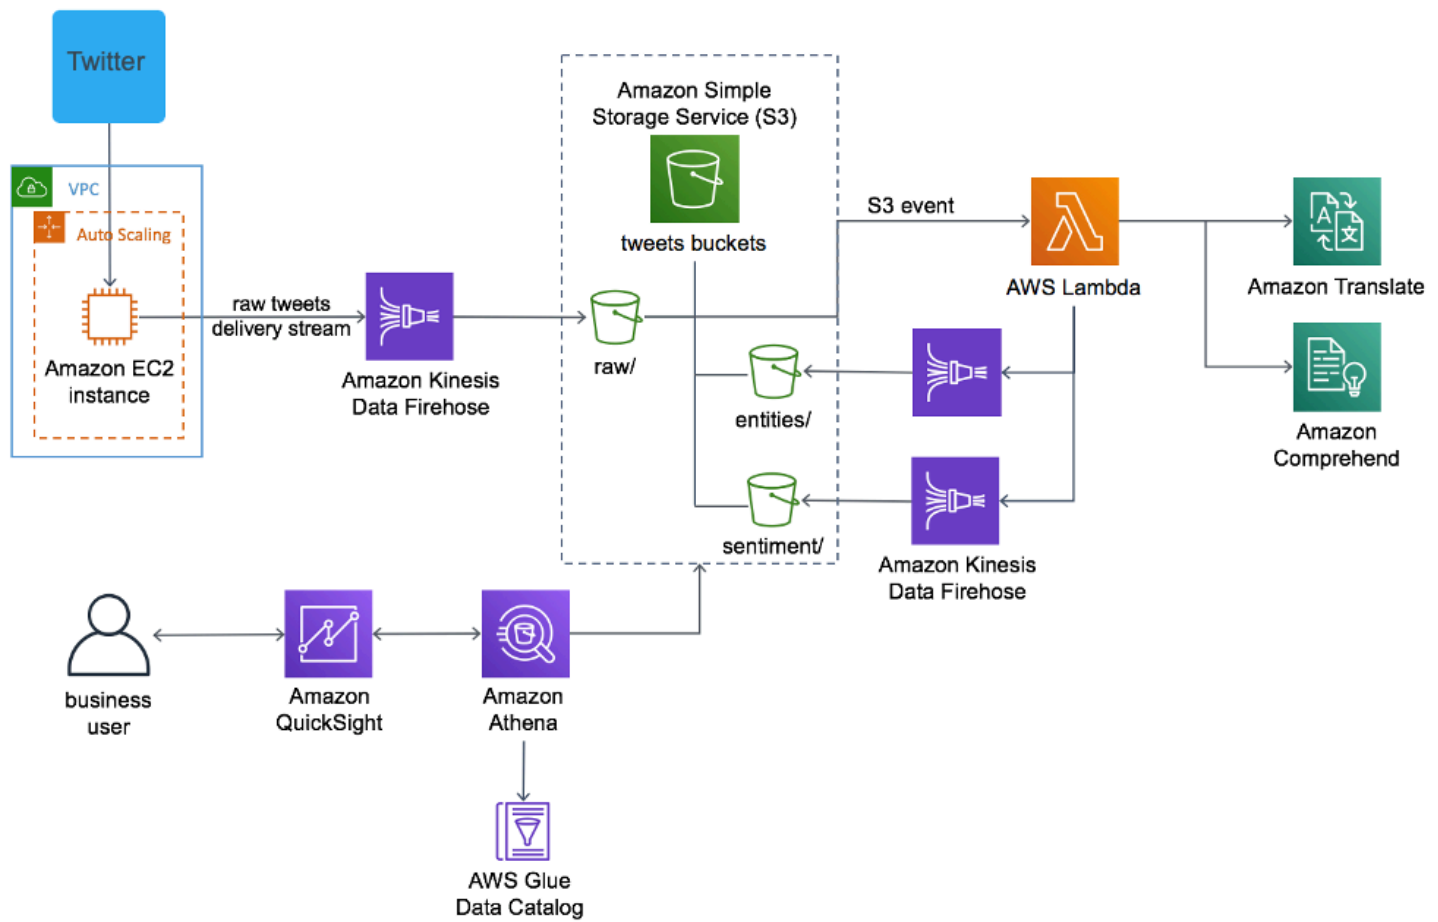 Twitter
VPC
Auto Scaling
Amazon EC2
instance
raw tweets
delivery stream
Amazon Kinesis
Data Firehose
Amazon Simple
Storage Service (S3)
tweets buckets
raw/
entities/
sentiment/
S3 event
AWS Lambda
Amazon Translate
Amazon
Comprehend
Amazon Kinesis
Data Firehose
business
user
Amazon
QuickSight
Amazon
Athena
AWS Glue
Data Catalog